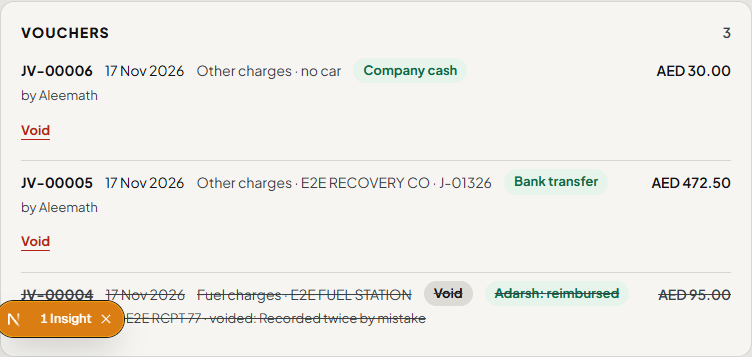 VOUCHERS 3
JV-00006 17 Nov 2026 Other charges · no car Company cash AED 30.00
by Aleemath
Void
JV-00005 17 Nov 2026 Other charges · E2E RECOVERY CO · J-01326 Bank transfer AED 472.50
by Aleemath
Void
JV-00004 17 Nov 2026 Fuel charges · E2E FUEL STATION Void Adarsh: reimbursed AED 95.00
E2E RCPT 77 · voided: Recorded twice by mistake
N 1 Insight ×